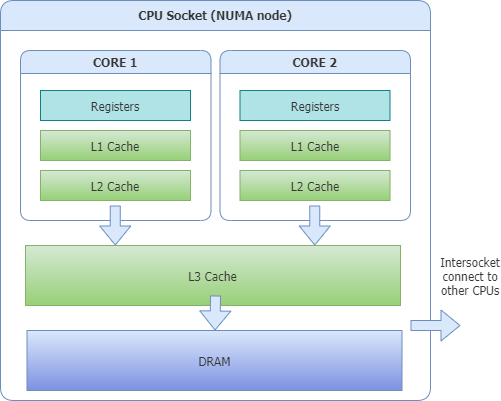 CPU Socket (NUMA node)
CORE 1
CORE 2
Registers
Registers
L1 Cache
L1 Cache
L2 Cache
L2 Cache
L3 Cache
Intersocket
connect to
other CPUs
DRAM